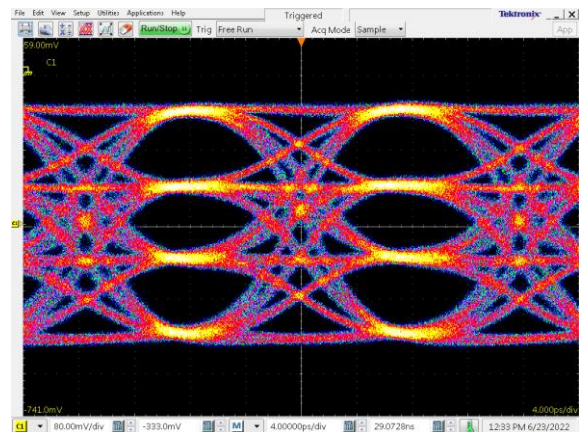 File Edit View Setup Utilities Applications Help Triggered Tektronix
Run/Stop Trig Free Run Acq Mode Sample App
59.00mV
C1
-741.0mV 4.000ps/div
C1 80.00mV/div -333.0mV M 4.00000ps/div 29.0728ns 12:33 PM 6/23/2022